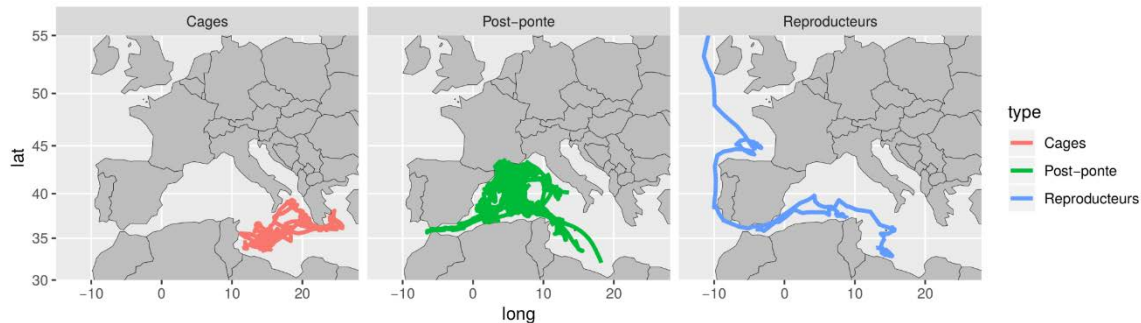 Cages Post-ponte Reproducteurs
55
50
45
40
35
30
lat
-10 0 10 20 -10 0 10 20 -10 0 10 20
long
type
Cages
Post-ponte
Reproducteurs